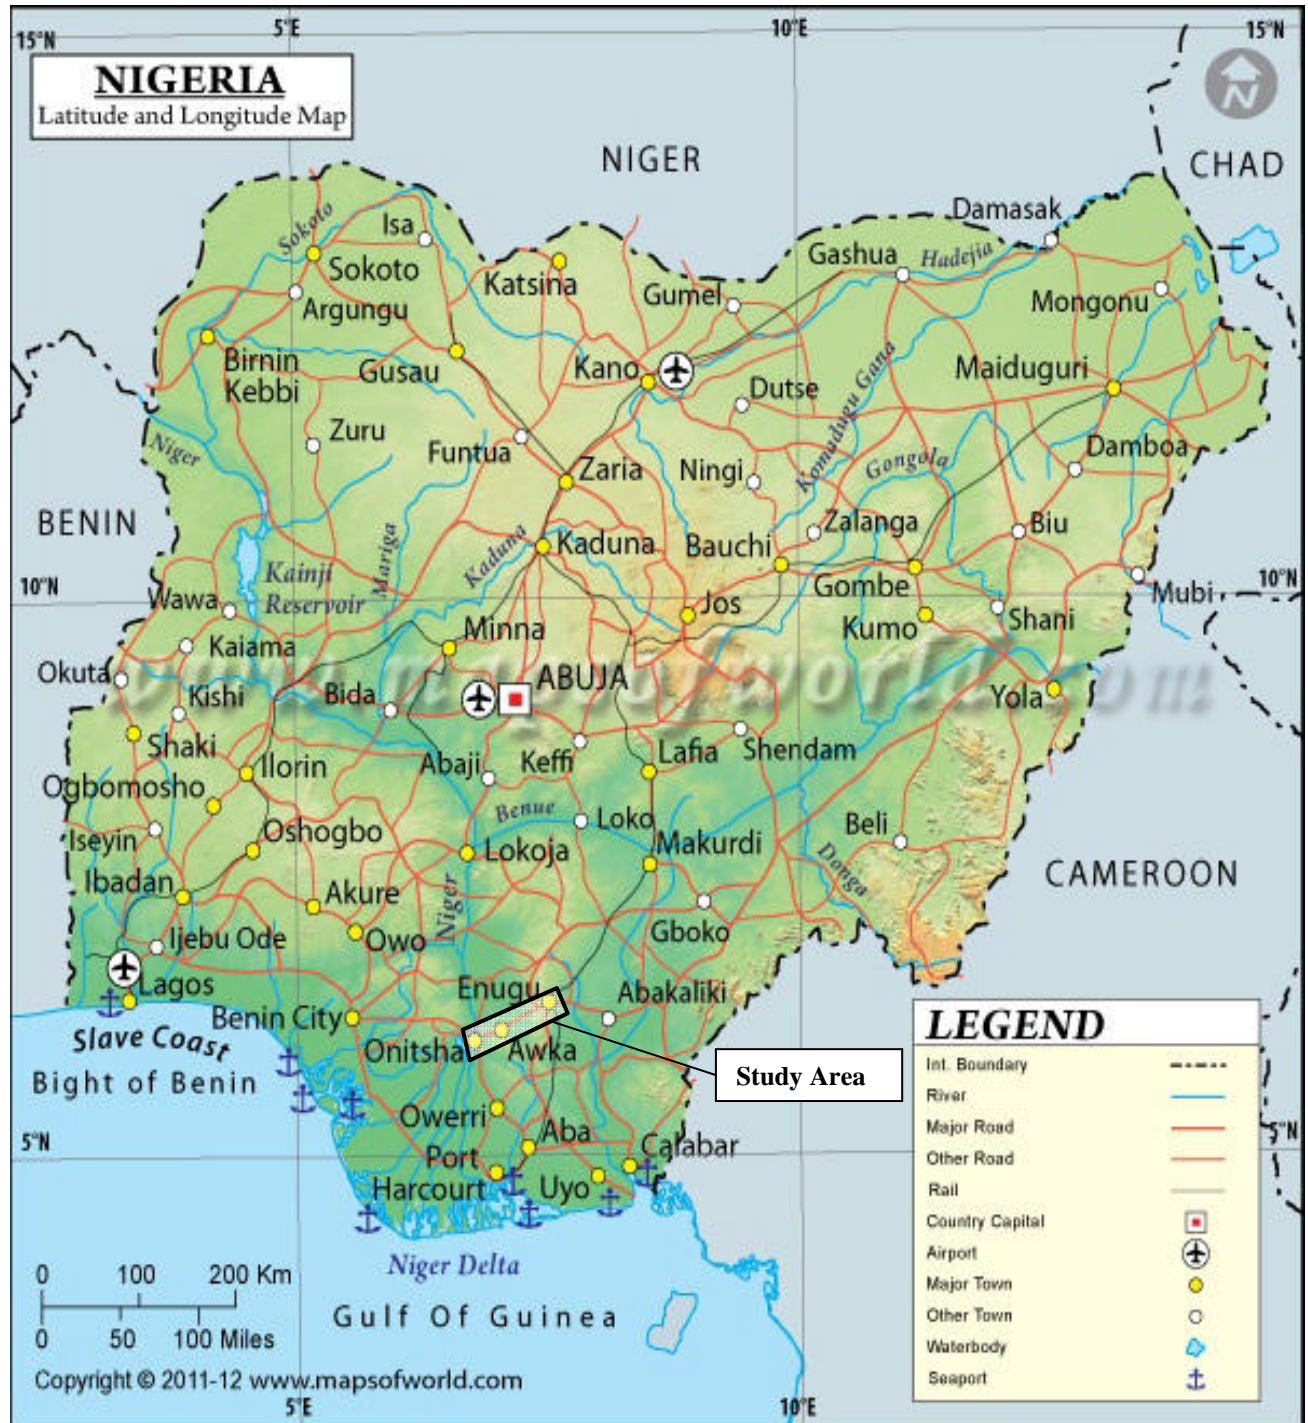 5°E
10°E
15°N
15°N
NIGERIA
Latitude and Longitude Map
N
NIGER
CHAD
Damasak
Isa
Sokoto
Sokoto
Gashua
Hadejia
Katsina
Gumel
Mongonu
Argungu
Birnin
Kebbi
Gusau
Kano
Dutse
Maiduguri
Komadugu Gana
Niger
Zuru
Funtua
Zaria
Ningi
Gongola
Damboa
BENIN
Mariga
Kaduna
Kaduna
Bauchi
Zalanga
Biu
10°N
Kainji
Reservoir
Gombe
10°N
Mubi
Wawa
Jos
Kumo
Shani
Minna
Kaiama
www.mapsofworld.com
Okuta
Kishi
Bida
ABUJA
Yola
Shaki
Ilorin
Abaji
Keffi
Lafia
Shendam
Ogbomosho
Benue
Loko
Iseyin
Oshogbo
Lokoja
Makurdi
Beli
Donga
CAMEROON
Ibadan
Akure
Niger
Gboko
Ijebu Ode
Owo
Lagos
Enugu
Abakaliki
Benin City
Slave Coast
Onitsha
Awka
Bight of Benin
Study Area
Owerri
Aba
Calabar
5°N
5°N
Port
Harcourt
Uyo
Niger Delta
Gulf Of Guinea
0 100 200 Km
0 50 100 Miles
Copyright © 2011-12 www.mapsofworld.com
5°E
10°E
LEGEND
Int. Boundary
River
Major Road
Other Road
Rail
Country Capital
Airport
Major Town
Other Town
Waterbody
Seaport